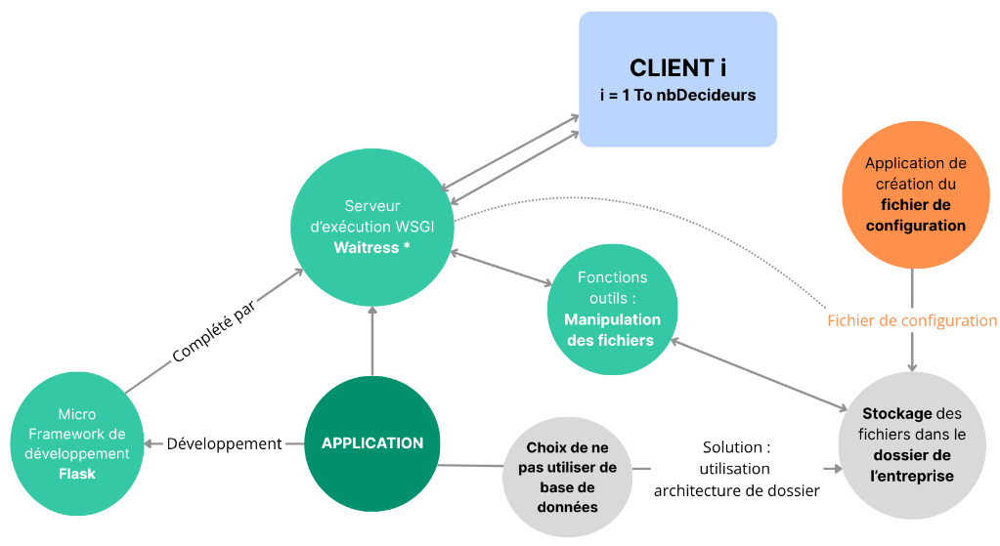 CLIENT i
i = 1 To nbDecideurs
Application de
création du
fichier de
configuration
Serveur
d'exécution WSGI
Waitress *
Fonctions
outils :
Manipulation
des fichiers
Fichier de configuration
Complété par
Micro
Framework de
développement
Flask
Développement
APPLICATION
Choix de ne
pas utiliser de
base de
données
Solution :
utilisation
architecture de dossier
Stockage des
fichiers dans le
dossier de
l'entreprise